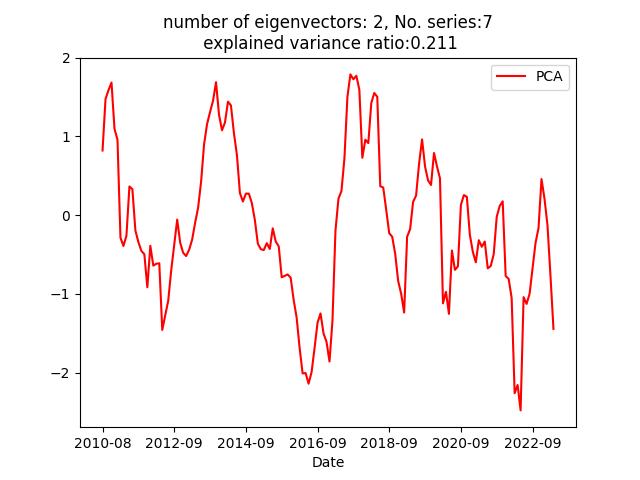 number of eigenvectors: 2, No. series:7
explained variance ratio:0.211
PCA
2
1
0
−1
−2
2010-08 2012-09 2014-09 2016-09 2018-09 2020-09 2022-09
Date